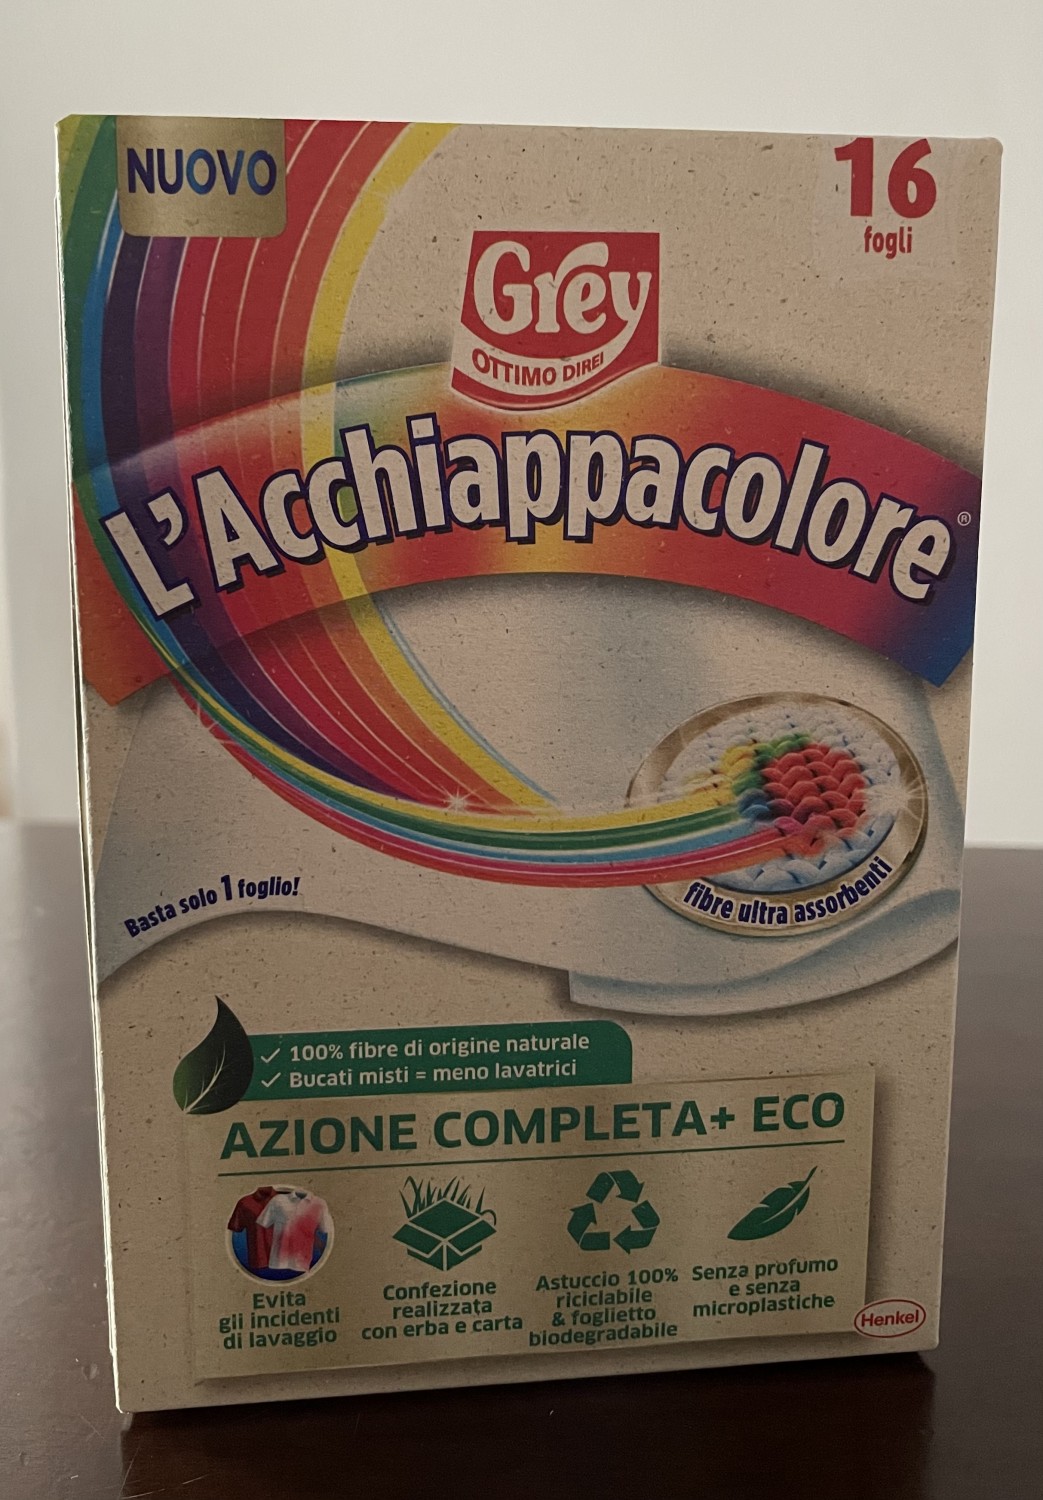 NUOVO
16
fogli
Grey
OTTIMO DIREI
L'Acchiappacolore®
fibre ultra assorbenti
Basta solo 1 foglio!
✓ 100% fibre di origine naturale
✓ Bucati misti = meno lavatrici
AZIONE COMPLETA+ ECO
Evita
gli incidenti
di lavaggio
Confezione
realizzata
con erba e carta
Astuccio 100%
riciclabile
& foglietto
biodegradabile
Senza profumo
e senza
microplastiche
Henkel